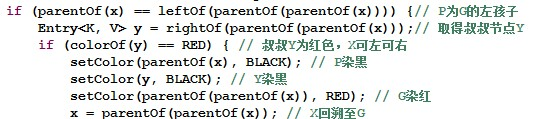 if (parentOf(x) == leftOf(parentOf(parentOf(x)))) {// P为G的左孩子
Entry<K, V> y = rightOf(parentOf(parentOf(x)));// 取得叔叔节点Y
if (colorOf(y) == RED) { // 叔叔Y为红色，X可左可右
setColor(parentOf(x), BLACK); // P染黑
setColor(y, BLACK); // Y染黑
setColor(parentOf(parentOf(x)), RED); // G染红
x = parentOf(parentOf(x)); // X回溯至G